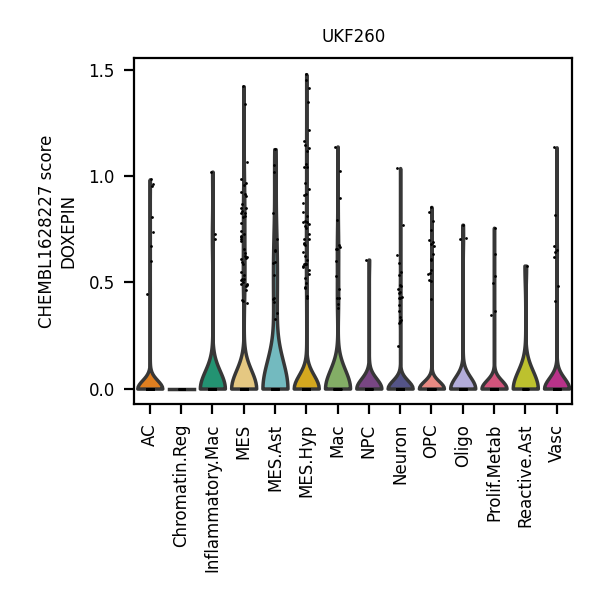 UKF260
CHEMBL1628227 score
DOXEPIN
1.5
1.0
0.5
0.0
AC
Chromatin.Reg
Inflammatory.Mac
MES
MES.Ast
MES.Hyp
Mac
NPC
Neuron
OPC
Oligo
Prolif.Metab
Reactive.Ast
Vasc